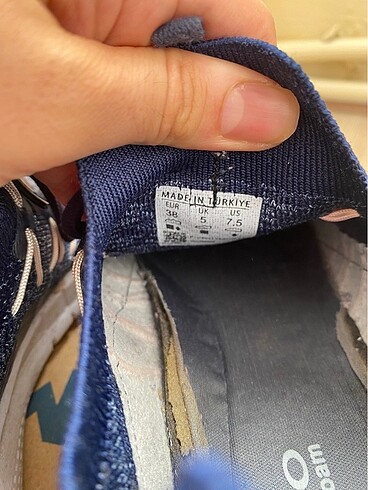 MADE IN TÜRKİYE
EUR UK US
38 5 7.5
oam